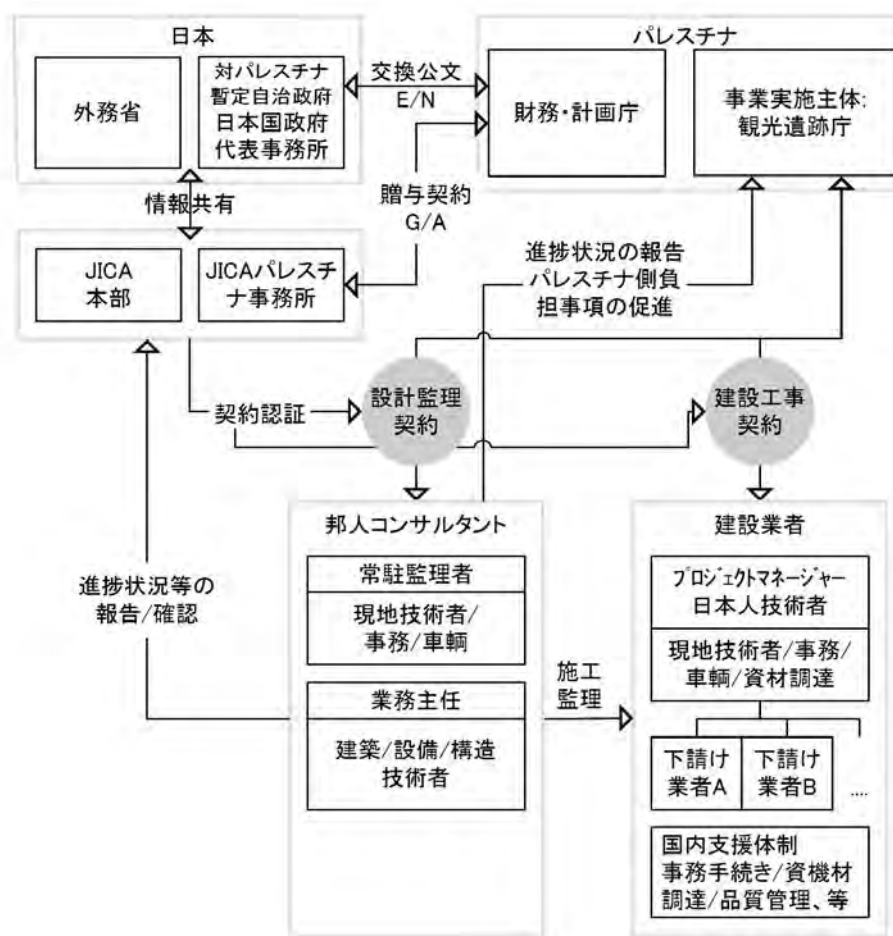 日本
外務省
対パレスチナ
暫定自治政府
日本国政府
代表事務所
交換公文
E/N
パレスチナ
財務・計画庁
事業実施主体:
観光遺跡庁
情報共有
贈与契約
G/A
JICA
本部
JICAパレスチ
ナ事務所
進捗状況の報告
パレスチナ側負
担事項の促進
契約認証
設計監理
契約
建設工事
契約
進捗状況等の
報告/確認
邦人コンサルタント
常駐監理者
現地技術者/
事務/車輌
業務主任
建築/設備/構造
技術者
施工
監理
建設業者
プロジェクトマネージャー
日本人技術者
現地技術者/事務/
車輌/資材調達
下請け
業者A
下請け
業者B
....
国内支援体制
事務手続き/資機材
調達/品質管理、等